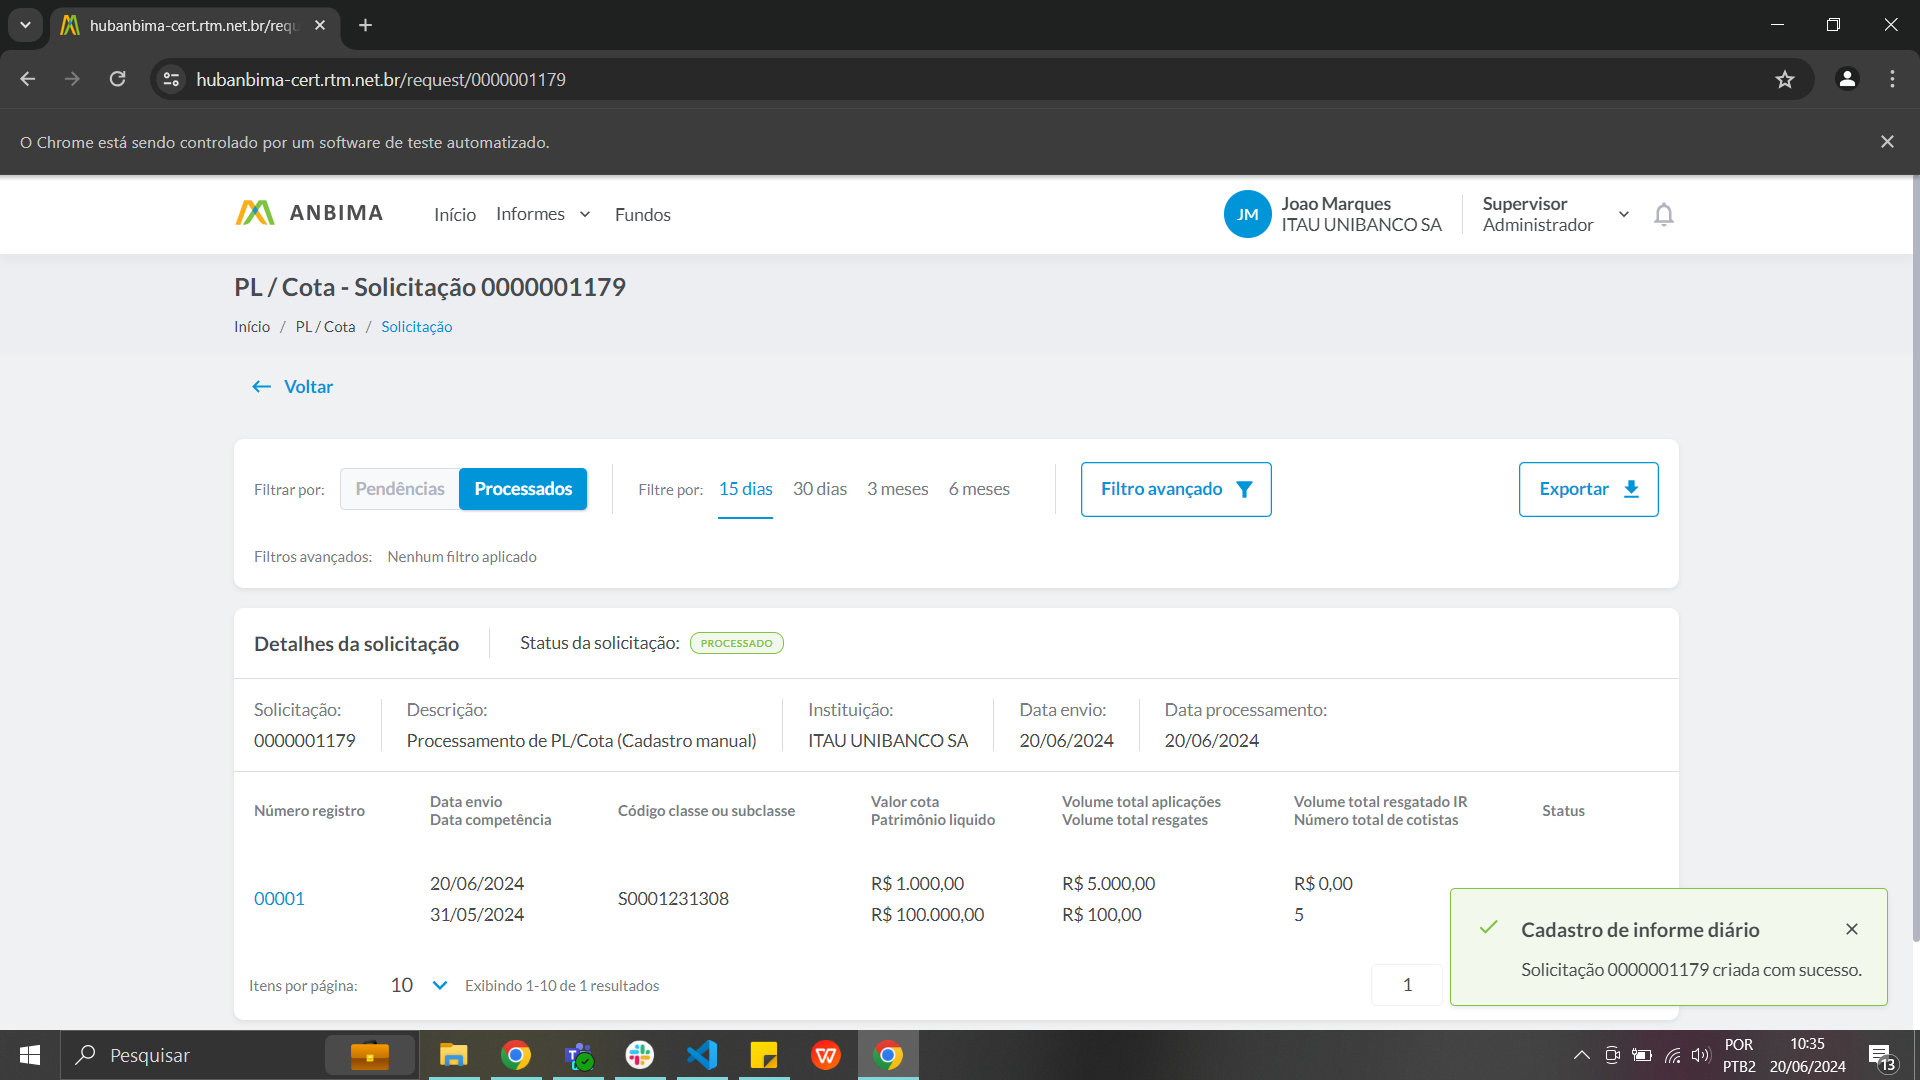 hubanbima-cert.rtm.net.br/requ
hubanbima-cert.rtm.net.br/request/0000001179
O Chrome está sendo controlado por um software de teste automatizado.
ANBIMA
Início
Informes
Fundos
JM
Joao Marques
ITAU UNIBANCO SA
Supervisor
Administrador
PL / Cota - Solicitação 0000001179
Início / PL / Cota / Solicitação
Voltar
Filtrar por:
Pendências
Processados
Filtre por:
15 dias
30 dias
3 meses
6 meses
Filtro avançado
Exportar
Filtros avançados: Nenhum filtro aplicado
Detalhes da solicitação
Status da solicitação:
PROCESSADO
Solicitação:
0000001179
Descrição:
Processamento de PL/Cota (Cadastro manual)
Instituição:
ITAU UNIBANCO SA
Data envio:
20/06/2024
Data processamento:
20/06/2024
Número registro
Data envio
Data competência
Código classe ou subclasse
Valor cota
Patrimônio liquido
Volume total aplicações
Volume total resgates
Volume total resgatado IR
Número total de cotistas
Status
00001
20/06/2024
31/05/2024
S0001231308
R$ 1.000,00
R$ 100.000,00
R$ 5.000,00
R$ 100,00
R$ 0,00
5
Cadastro de informe diário
Solicitação 0000001179 criada com sucesso.
Itens por página:
10
Exibindo 1-10 de 1 resultados
1
Pesquisar
POR
PTB2
10:35
20/06/2024
13